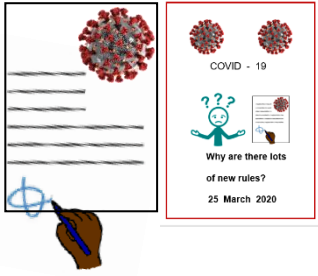 COVID - 19
? ? ?
Why are there lots
of new rules?
25 March 2020